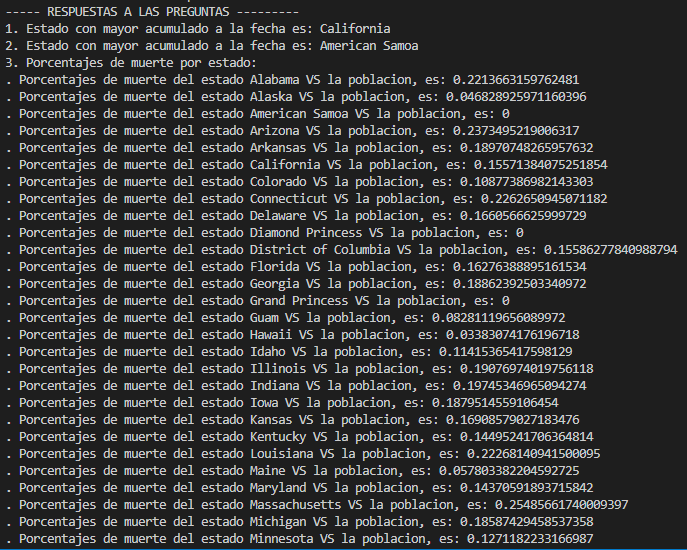 ----- RESPUESTAS A LAS PREGUNTAS ---------
1. Estado con mayor acumulado a la fecha es: California
2. Estado con mayor acumulado a la fecha es: American Samoa
3. Porcentajes de muerte por estado:
. Porcentajes de muerte del estado Alabama VS la poblacion, es: 0.2213663159762481
. Porcentajes de muerte del estado Alaska VS la poblacion, es: 0.046828925971160396
. Porcentajes de muerte del estado American Samoa VS la poblacion, es: 0
. Porcentajes de muerte del estado Arizona VS la poblacion, es: 0.2373495219006317
. Porcentajes de muerte del estado Arkansas VS la poblacion, es: 0.18970748265957632
. Porcentajes de muerte del estado California VS la poblacion, es: 0.15571384075251854
. Porcentajes de muerte del estado Colorado VS la poblacion, es: 0.10877386982143303
. Porcentajes de muerte del estado Connecticut VS la poblacion, es: 0.2262650945071182
. Porcentajes de muerte del estado Delaware VS la poblacion, es: 0.1660566625999729
. Porcentajes de muerte del estado Diamond Princess VS la poblacion, es: 0
. Porcentajes de muerte del estado District of Columbia VS la poblacion, es: 0.15586277840988794
. Porcentajes de muerte del estado Florida VS la poblacion, es: 0.16276388895161534
. Porcentajes de muerte del estado Georgia VS la poblacion, es: 0.18862392503340972
. Porcentajes de muerte del estado Grand Princess VS la poblacion, es: 0
. Porcentajes de muerte del estado Guam VS la poblacion, es: 0.08281119656089972
. Porcentajes de muerte del estado Hawaii VS la poblacion, es: 0.03383074176196718
. Porcentajes de muerte del estado Idaho VS la poblacion, es: 0.11415365417598129
. Porcentajes de muerte del estado Illinois VS la poblacion, es: 0.19076974019756118
. Porcentajes de muerte del estado Indiana VS la poblacion, es: 0.19745346965094274
. Porcentajes de muerte del estado Iowa VS la poblacion, es: 0.1879514559106454
. Porcentajes de muerte del estado Kansas VS la poblacion, es: 0.16908579027183476
. Porcentajes de muerte del estado Kentucky VS la poblacion, es: 0.14495241706364814
. Porcentajes de muerte del estado Louisiana VS la poblacion, es: 0.22268140941500095
. Porcentajes de muerte del estado Maine VS la poblacion, es: 0.057803382204592725
. Porcentajes de muerte del estado Maryland VS la poblacion, es: 0.14370591893715842
. Porcentajes de muerte del estado Massachusetts VS la poblacion, es: 0.25485661740009397
. Porcentajes de muerte del estado Michigan VS la poblacion, es: 0.18587429458537358
. Porcentajes de muerte del estado Minnesota VS la poblacion, es: 0.1271182233166987